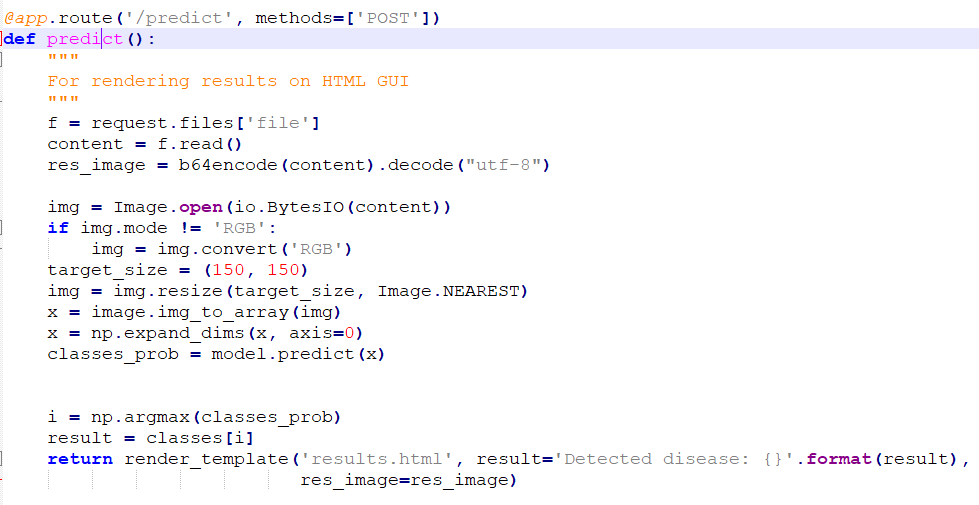 @app.route('/predict', methods=['POST'])
def predict():
    """
    For rendering results on HTML GUI
    """
    f = request.files['file']
    content = f.read()
    res_image = b64encode(content).decode("utf-8")

    img = Image.open(io.BytesIO(content))
    if img.mode != 'RGB':
        img = img.convert('RGB')
    target_size = (150, 150)
    img = img.resize(target_size, Image.NEAREST)
    x = image.img_to_array(img)
    x = np.expand_dims(x, axis=0)
    classes_prob = model.predict(x)


    i = np.argmax(classes_prob)
    result = classes[i]
    return render_template('results.html', result='Detected disease: {}'.format(result),
                           res_image=res_image)